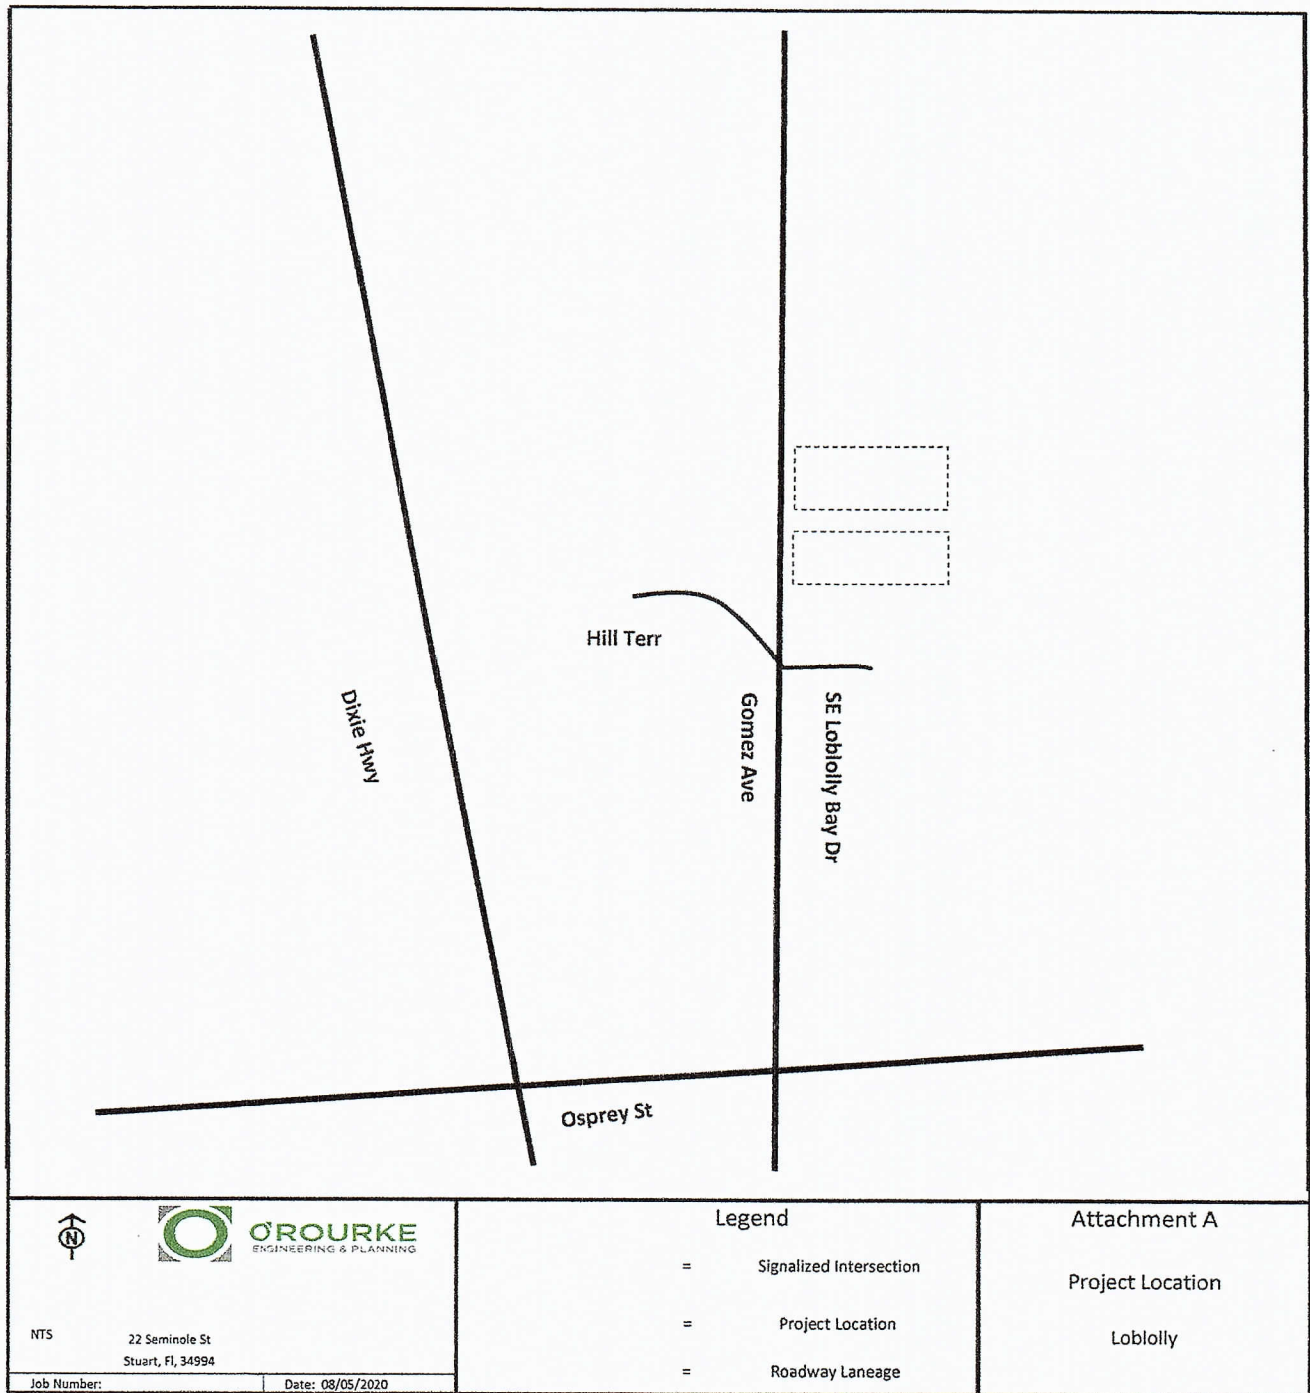 Hill Terr
Dixie Hwy
Gomez Ave
SE Loblolly Bay Dr
Osprey St
N
O'ROURKE
ENGINEERING & PLANNING
NTS
22 Seminole St
Stuart, Fl, 34994
Job Number:
Date: 08/05/2020
Legend
= Signalized Intersection
= Project Location
= Roadway Laneage
Attachment A
Project Location
Loblolly